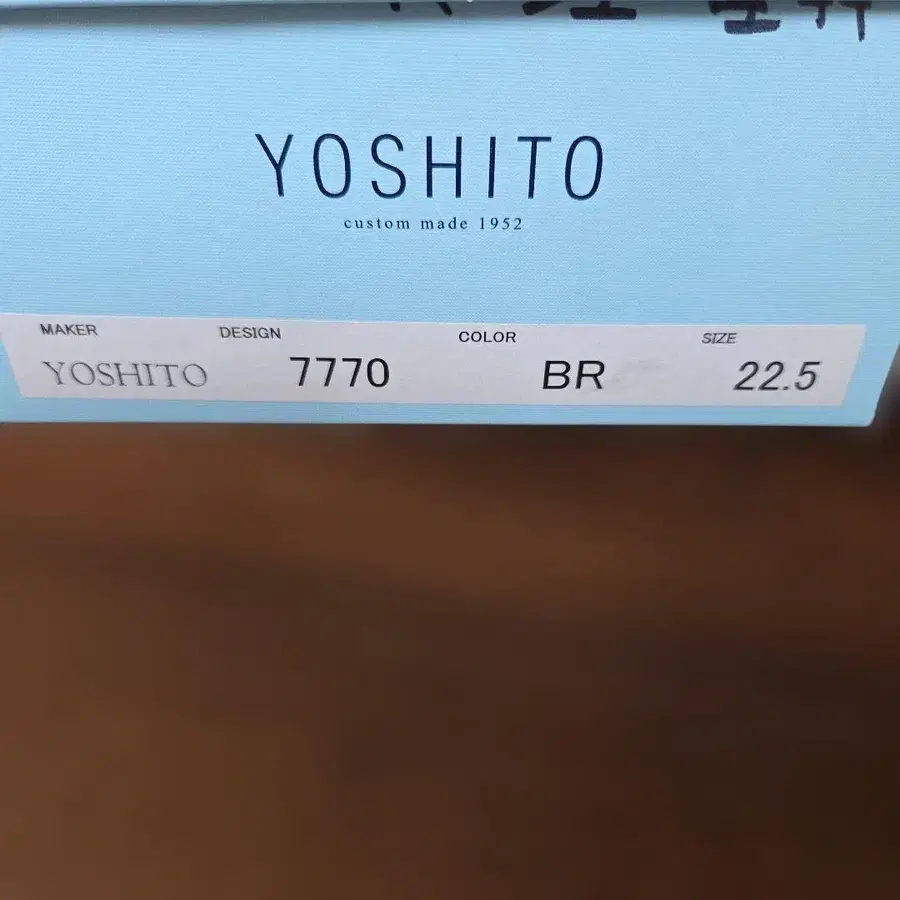 YOSHITO
custom made 1952
MAKER DESIGN COLOR SIZE
YOSHITO 7770 BR 22.5